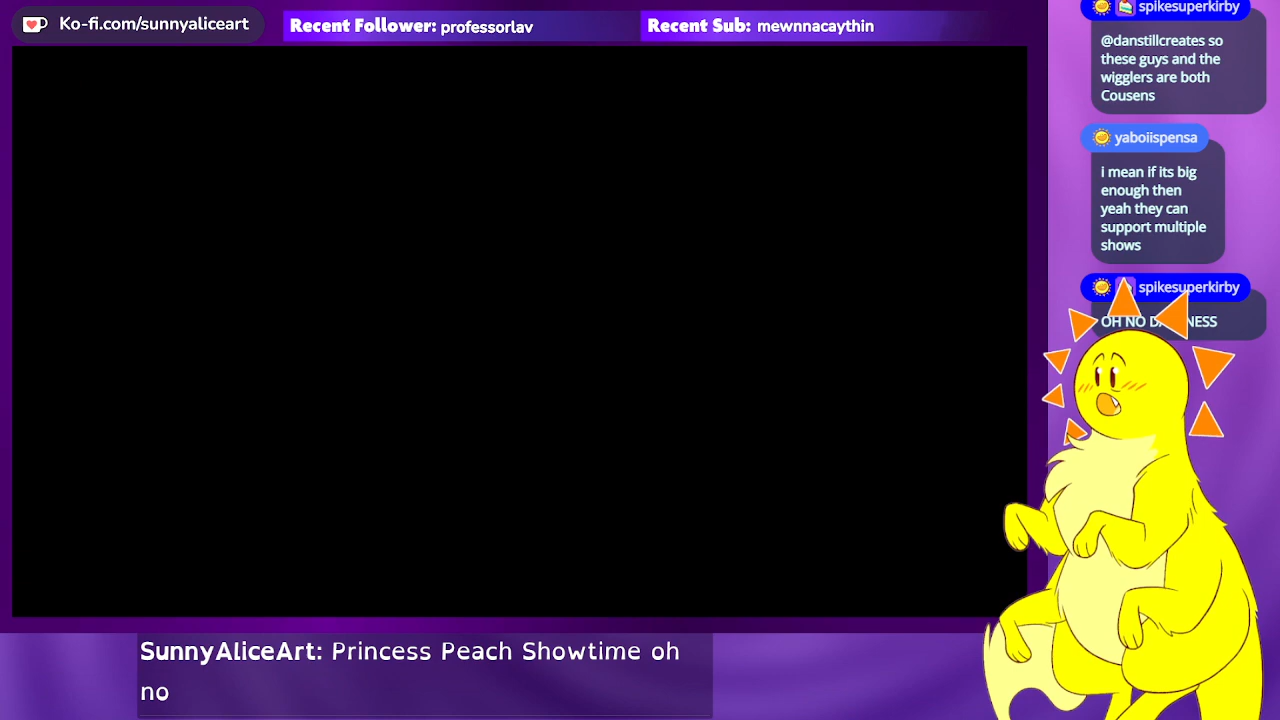 Ko-fi.com/sunnyaliceart
Recent Follower: professorlav
Recent Sub: mewnnacaythin
spikesuperkirby
@danstillcreates so
these guys and the
wigglers are both
Cousens
yaboiispensa
i mean if its big
enough then
yeah they can
support multiple
shows
spikesuperkirby
OH NO
SunnyAliceArt: Princess Peach Showtime oh
no